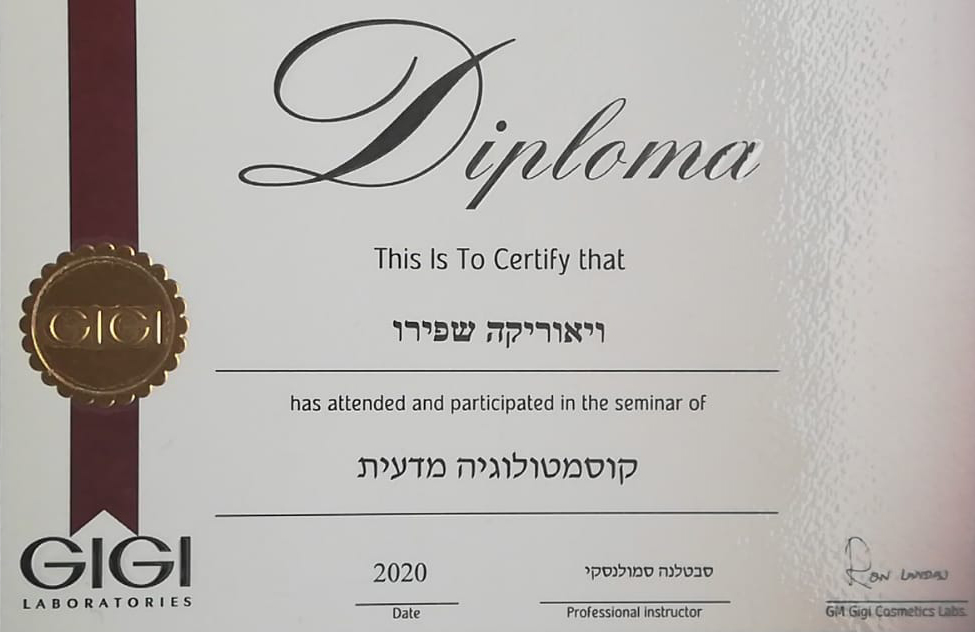 Diploma
This Is To Certify that
ויאוריקה שפירו
has attended and participated in the seminar of
קוסמטולוגיה מדעית
GIGI
GIGI
LABORATORIES
2020
Date
סבטלנה סמולנסקי
Professional instructor
Ron
GM Gigi Cosmetics Labs.